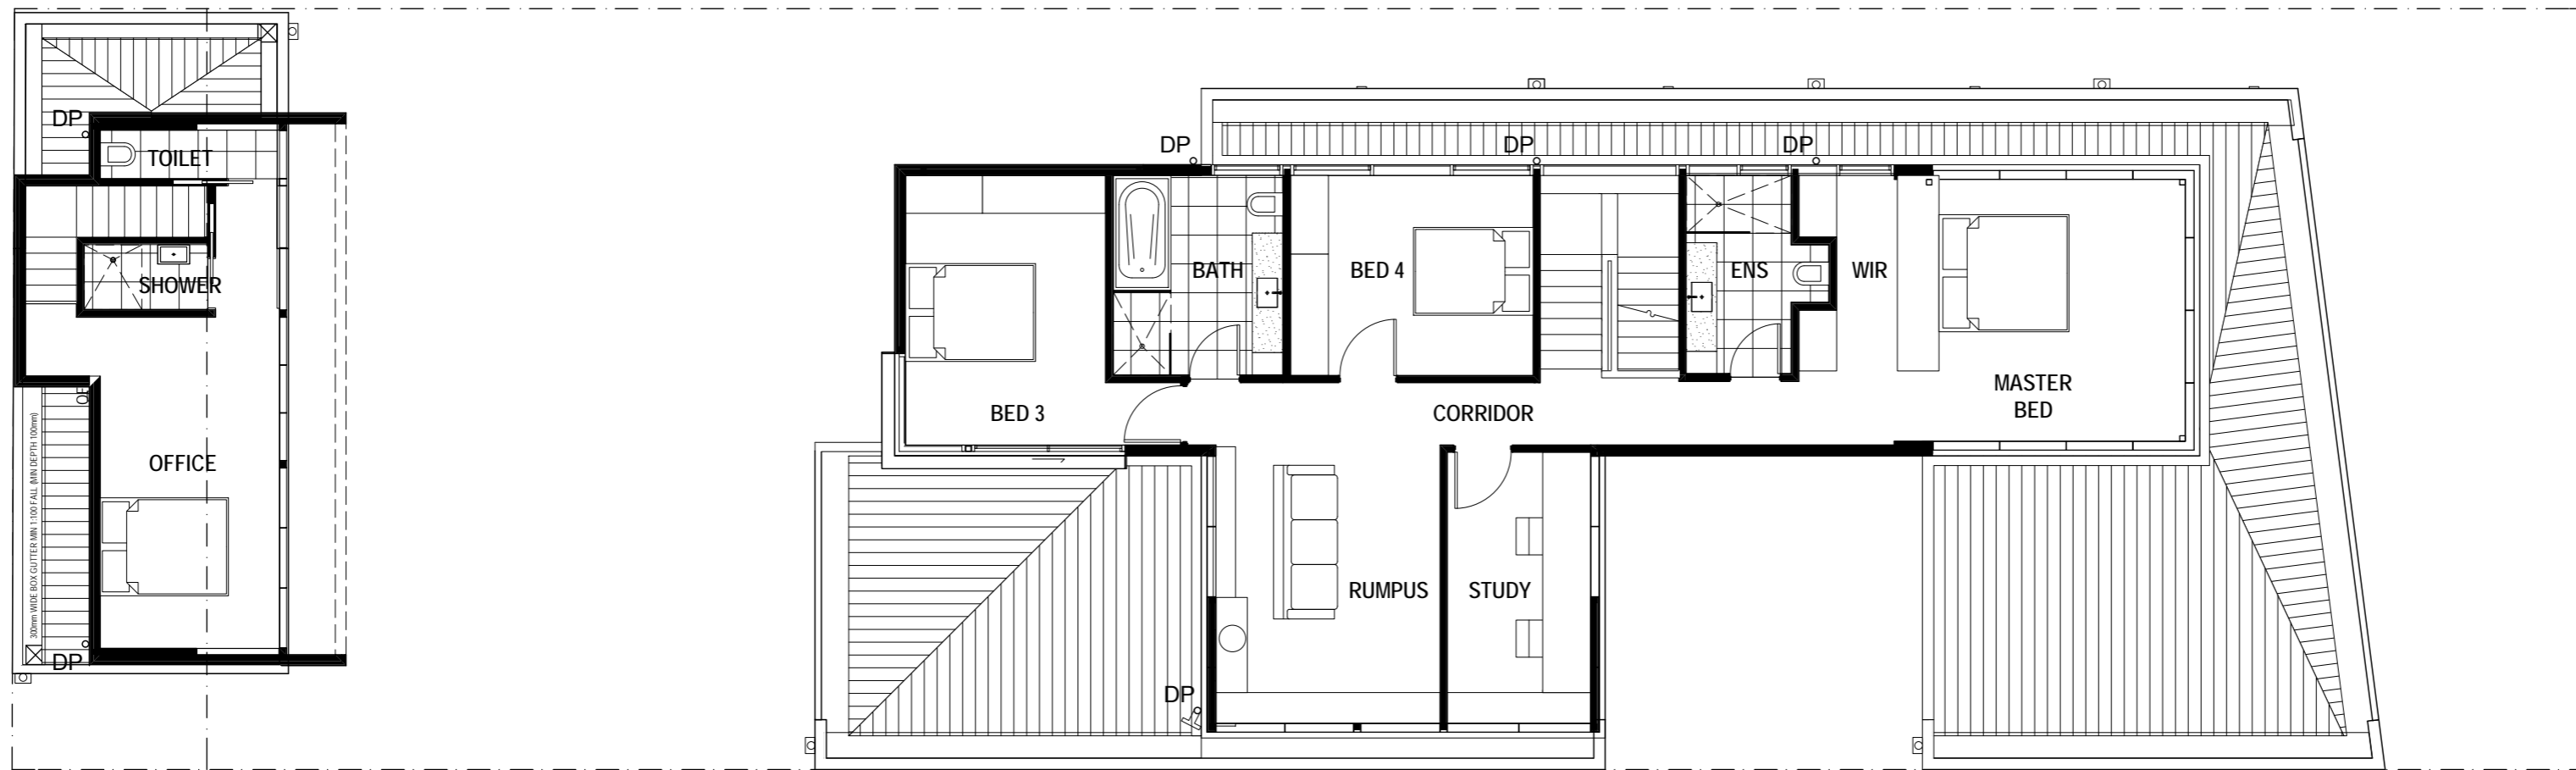 DP
TOILET
SHOWER
OF
OFFICE
300mm WIDE BOX GUTTER MIN 1:100 FALL (MIN DEPTH 100mm)
DP
DP
DP
DP
BATH
BED 4
ENS
WIR
BED 3
CORRIDOR
MASTER
BED
RUMPUS
STUDY
DP